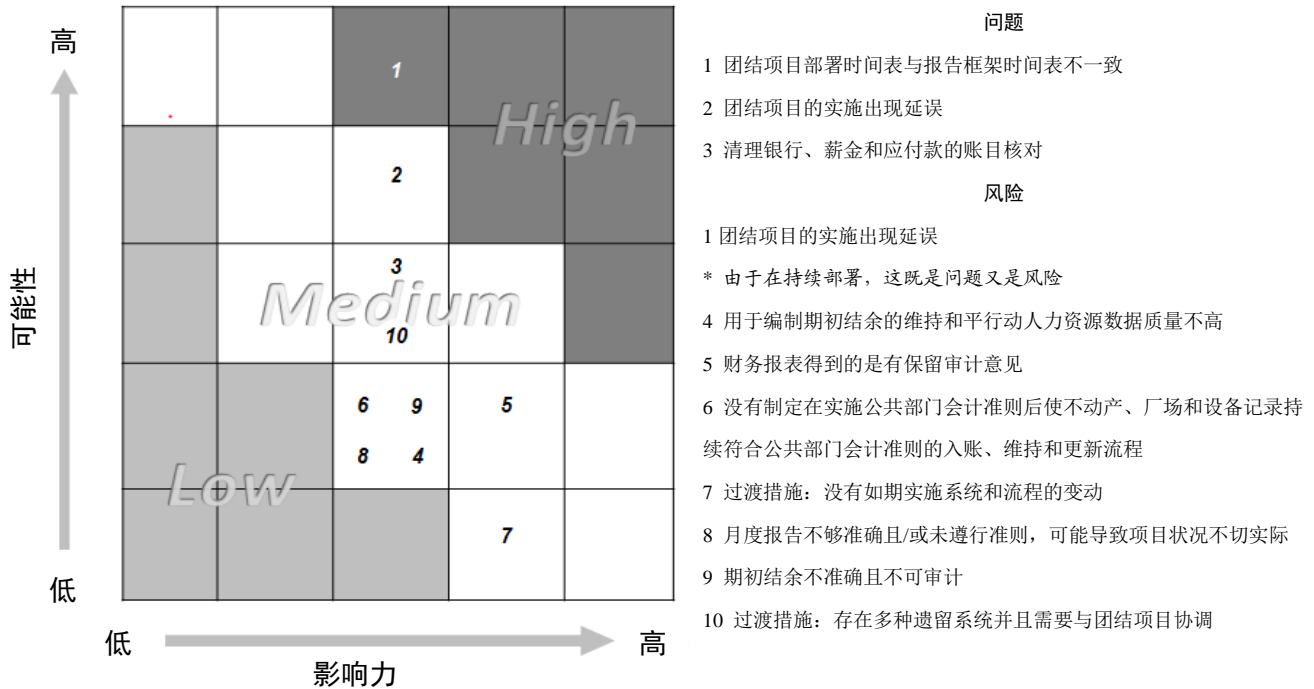 高
可能性
低
1
High
2
3
Medium
10
6 9 5
8 4
Low
7
低 高
影响力
问题
1 团结项目部署时间表与报告框架时间表不一致
2 团结项目的实施出现延误
3 清理银行、薪金和应付款的账目核对
风险
1 团结项目的实施出现延误
* 由于在持续部署，这既是问题又是风险
4 用于编制期初结余的维持和平行动人力资源数据质量不高
5 财务报表得到的是有保留审计意见
6 没有制定在实施公共部门会计准则后使不动产、厂场和设备记录持
续符合公共部门会计准则的入账、维持和更新流程
7 过渡措施：没有如期实施系统和流程的变动
8 月度报告不够准确且/或未遵行准则，可能导致项目状况不切实际
9 期初结余不准确且不可审计
10 过渡措施：存在多种遗留系统并且需要与团结项目协调